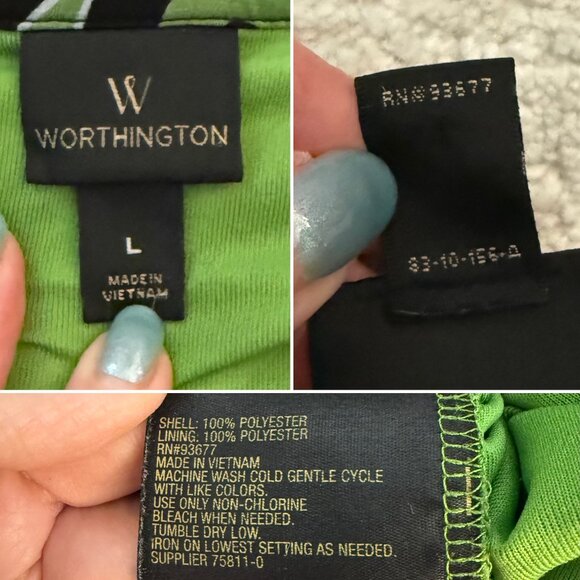 W
WORTHINGTON
L
MADE IN
VIETNAM
RN#93677
83-10-156-A
SHELL: 100% POLYESTER
LINING: 100% POLYESTER
RN#93677
MADE IN VIETNAM
MACHINE WASH COLD GENTLE CYCLE
WITH LIKE COLORS.
USE ONLY NON-CHLORINE
BLEACH WHEN NEEDED.
TUMBLE DRY LOW.
IRON ON LOWEST SETTING AS NEEDED.
SUPPLIER 75811-0